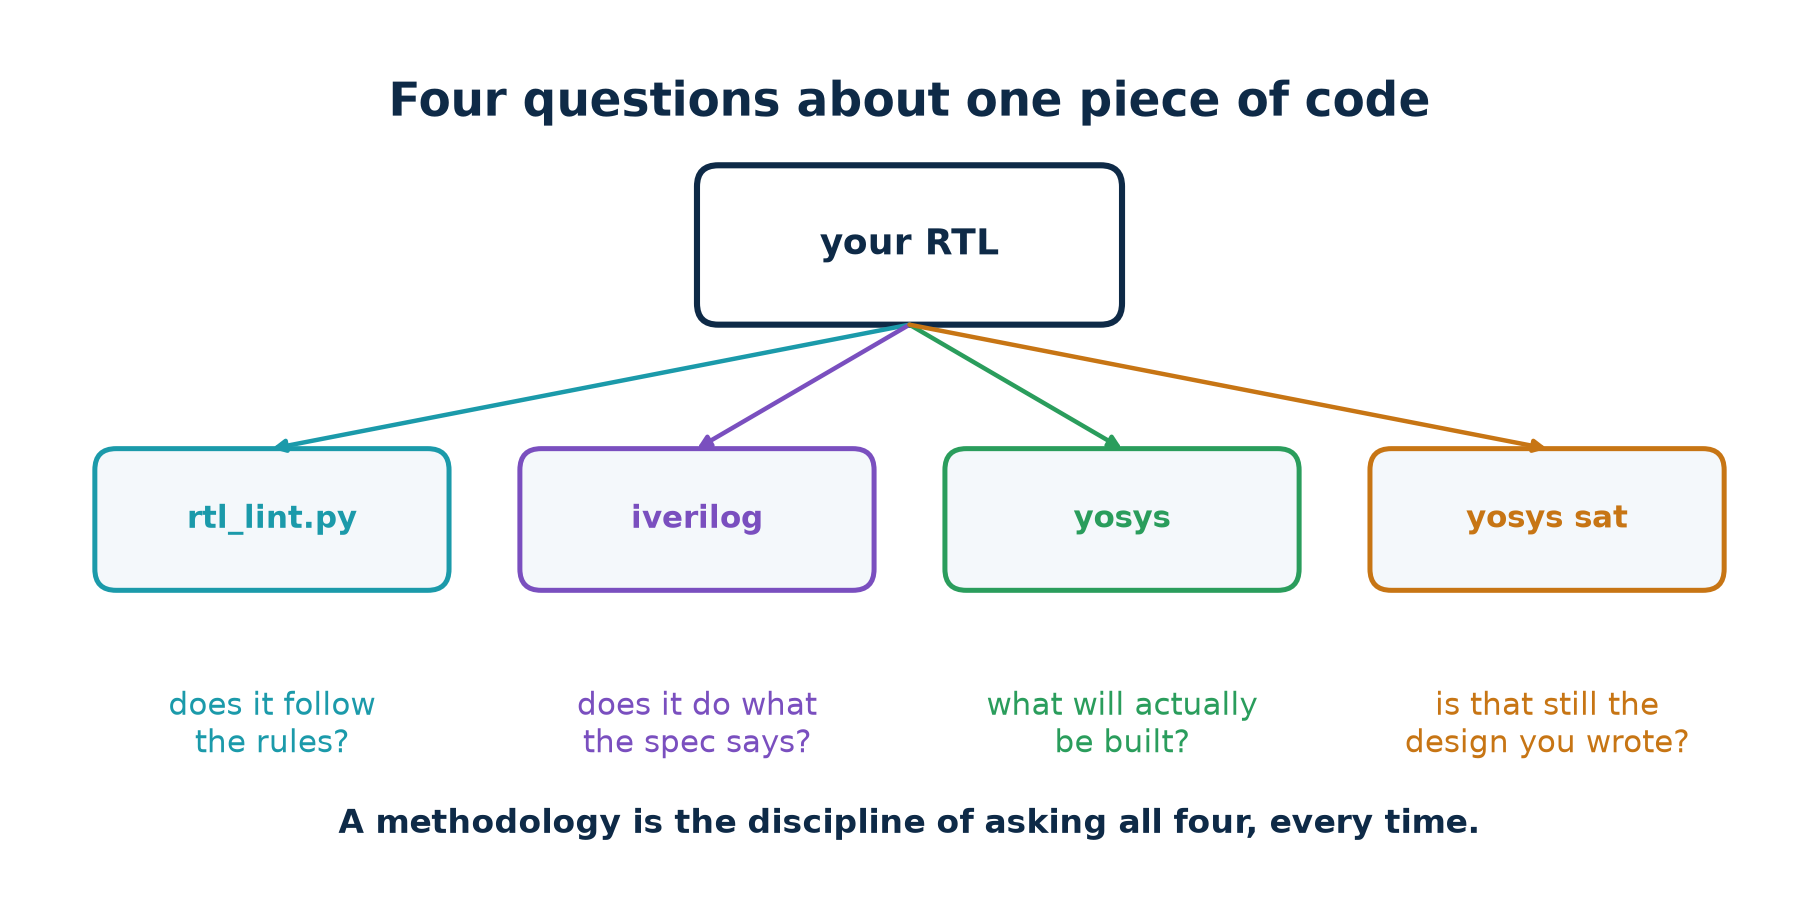 Four questions about one piece of code
your RTL
rtl_lint.py
iverilog
yosys
yosys sat
does it follow
the rules?
does it do what
the spec says?
what will actually
be built?
is that still the
design you wrote?
A methodology is the discipline of asking all four, every time.